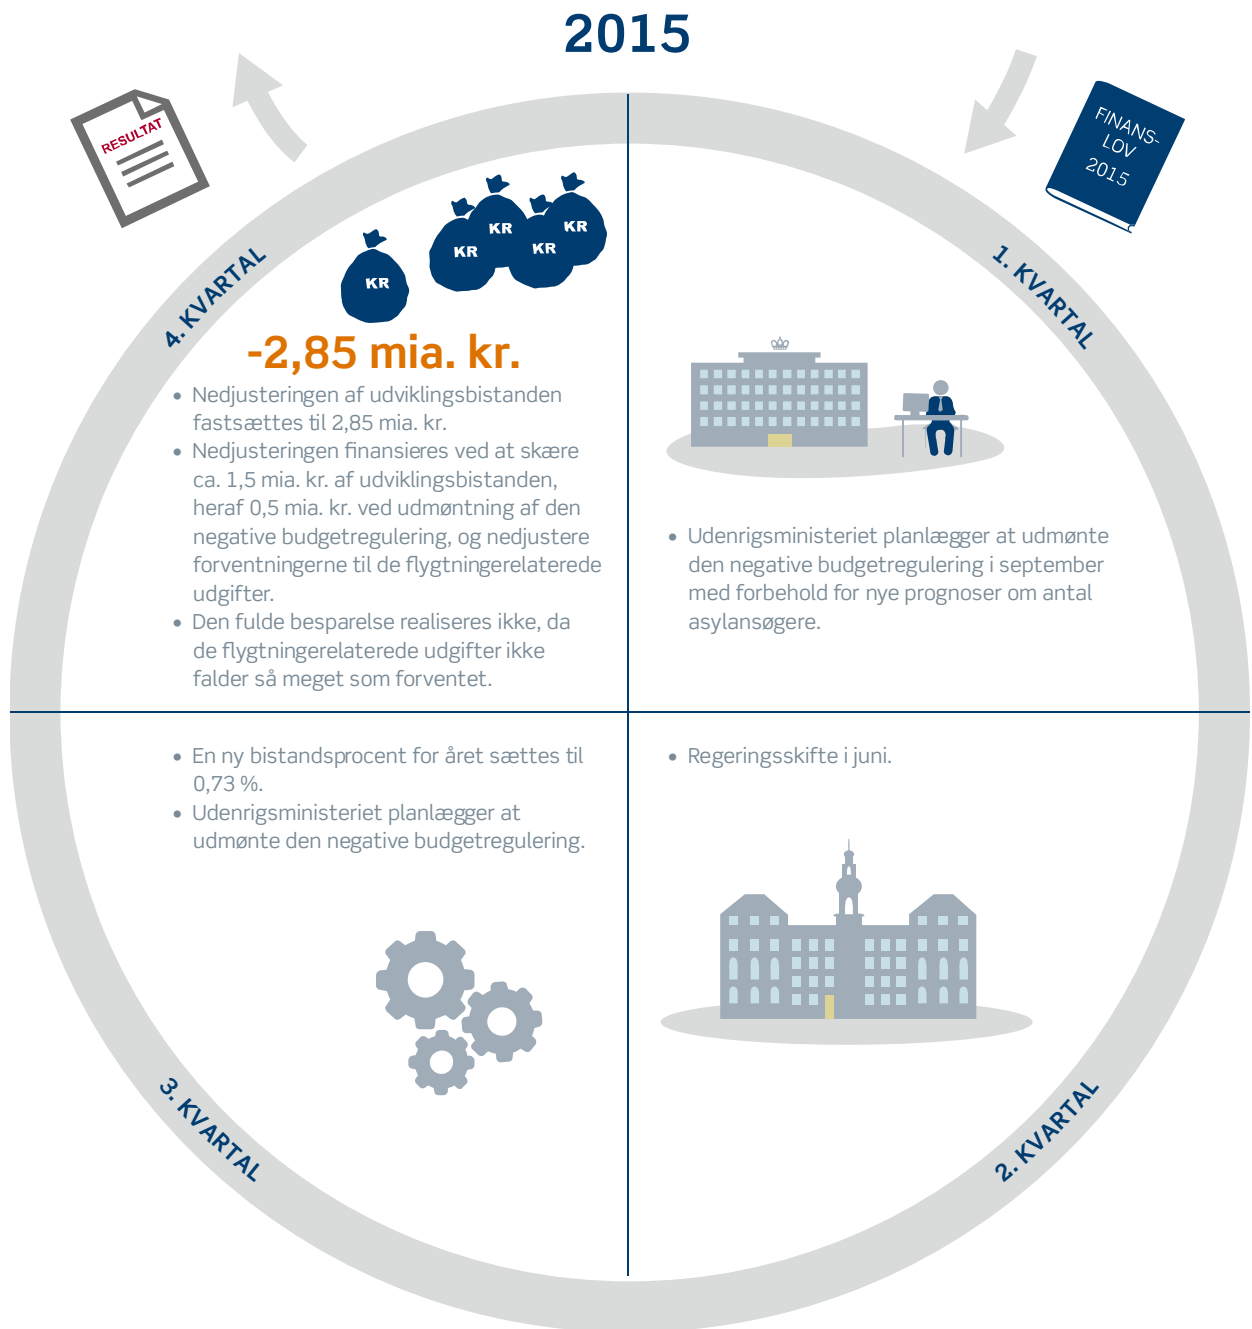 2015
RESULTAT
FINANS-
LOV
2015
1. KVARTAL
• Udenrigsministeriet planlægger at udmønte
den negative budgetregulering i september
med forbehold for nye prognoser om antal
asylansøgere.
2. KVARTAL
• Regeringsskifte i juni.
3. KVARTAL
• En ny bistandsprocent for året sættes til
0,73 %.
• Udenrigsministeriet planlægger at
udmønte den negative budgetregulering.
4. KVARTAL
KR
KR
KR
KR
KR
-2,85 mia. kr.
• Nedjusteringen af udviklingsbistanden
fastsættes til 2,85 mia. kr.
• Nedjusteringen finansieres ved at skære
ca. 1,5 mia. kr. af udviklingsbistanden,
heraf 0,5 mia. kr. ved udmøntning af den
negative budgetregulering, og nedjustere
forventningerne til de flygtningerelaterede
udgifter.
• Den fulde besparelse realiseres ikke, da
de flygtningerelaterede udgifter ikke
falder så meget som forventet.